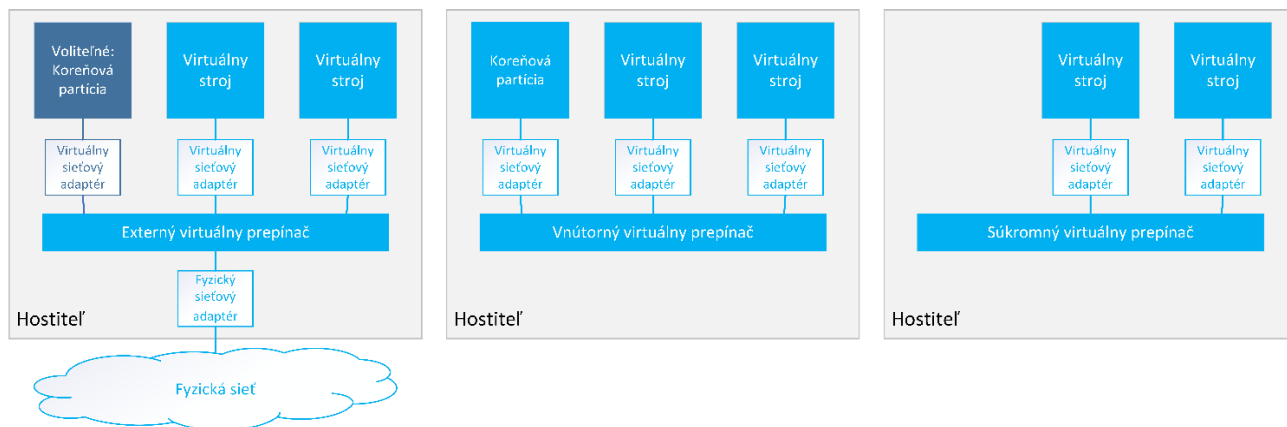 Voliteľné:
Koreňová
partícia
Virtuálny
stroj
Virtuálny
stroj
Virtuálny
sieťový
adaptér
Virtuálny
sieťový
adaptér
Virtuálny
sieťový
adaptér
Externý virtuálny prepínač
Fyzický
sieťový
adaptér
Hostiteľ
Fyzická sieť
Koreňová
partícia
Virtuálny
stroj
Virtuálny
stroj
Virtuálny
sieťový
adaptér
Virtuálny
sieťový
adaptér
Virtuálny
sieťový
adaptér
Vnútorný virtuálny prepínač
Hostiteľ
Virtuálny
stroj
Virtuálny
stroj
Virtuálny
sieťový
adaptér
Virtuálny
sieťový
adaptér
Súkromný virtuálny prepínač
Hostiteľ